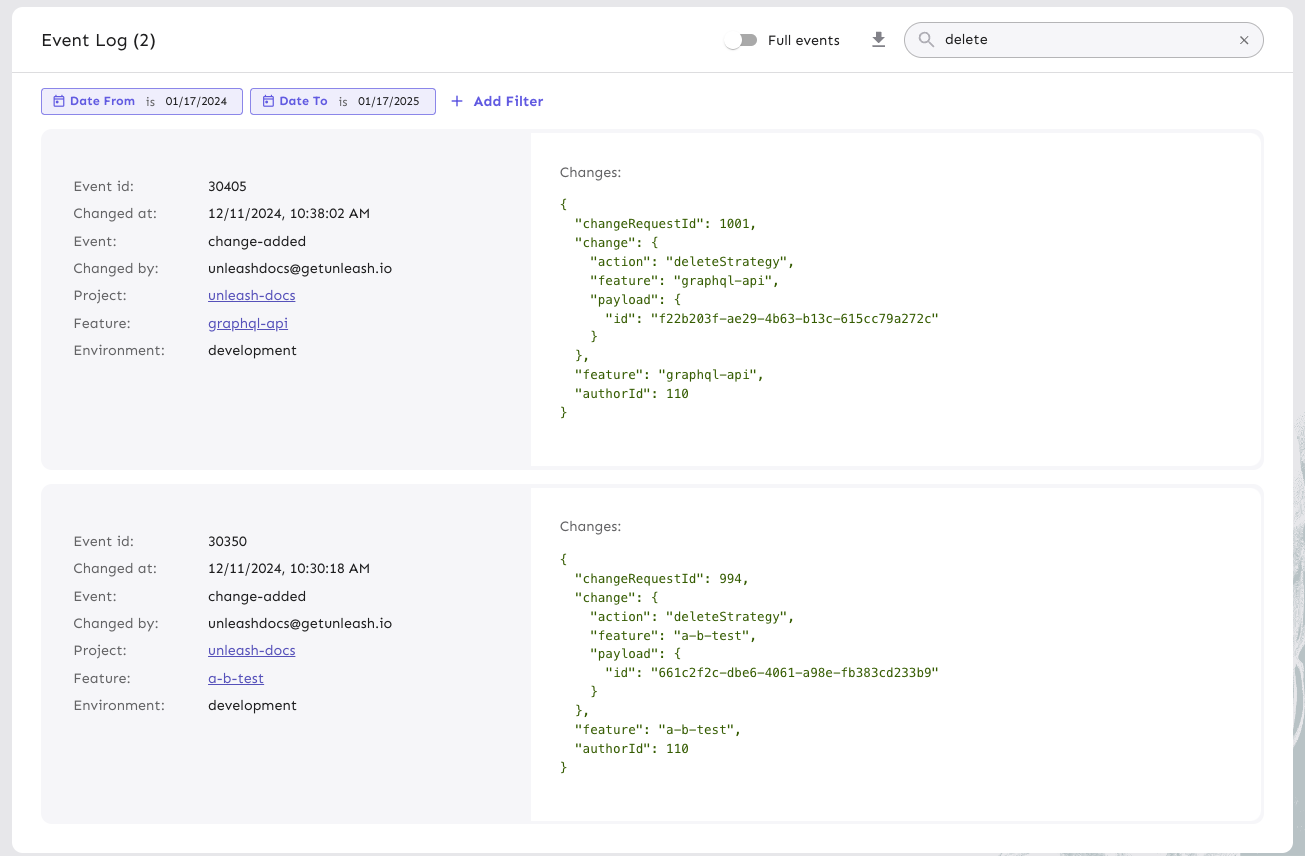 Event Log (2)
Full events
delete
Date From is 01/17/2024
Date To is 01/17/2025
+ Add Filter
Event id: 30405
Changed at: 12/11/2024, 10:38:02 AM
Event: change-added
Changed by: unleashdocs@getunleash.io
Project: unleash-docs
Feature: graphql-api
Environment: development
Changes:
{
  "changeRequestId": 1001,
  "change": {
    "action": "deleteStrategy",
    "feature": "graphql-api",
    "payload": {
      "id": "f22b203f-ae29-4b63-b13c-615cc79a272c"
    }
  },
  "feature": "graphql-api",
  "authorId": 110
}
Event id: 30350
Changed at: 12/11/2024, 10:30:18 AM
Event: change-added
Changed by: unleashdocs@getunleash.io
Project: unleash-docs
Feature: a-b-test
Environment: development
Changes:
{
  "changeRequestId": 994,
  "change": {
    "action": "deleteStrategy",
    "feature": "a-b-test",
    "payload": {
      "id": "661c2f2c-dbe6-4061-a98e-fb383cd233b9"
    }
  },
  "feature": "a-b-test",
  "authorId": 110
}